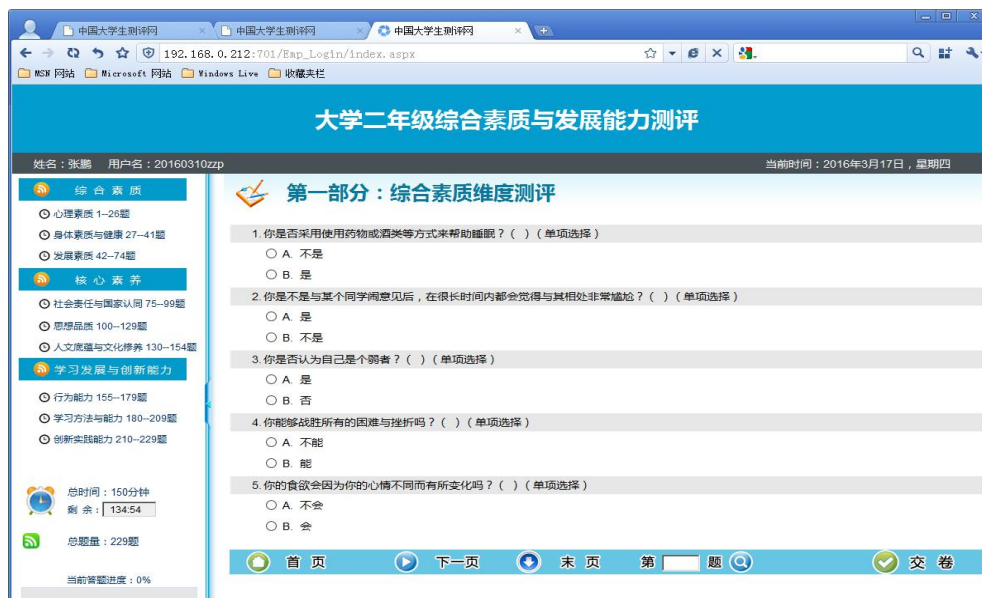 中国大学生测评网
中国大学生测评网
中国大学生测评网
192.168.0.212:701/Emp_Login/index.aspx
MSN 网站 Microsoft 网站 Windows Live 收藏夹栏
大学二年级综合素质与发展能力测评
姓名：张鹏 用户名：20160310zzp 当前时间：2016年3月17日，星期四
综 合 素 质
心理素质 1--26题
身体素质与健康 27--41题
发展素质 42--74题
核 心 素 养
社会责任与国家认同 75--99题
思想品质 100--129题
人文底蕴与文化修养 130--154题
学习发展与创新能力
行为能力 155--179题
学习方法与能力 180--209题
创新实践能力 210--229题
总时间：150分钟
剩 余：134:54
总题量：229题
当前答题进度：0%
第一部分：综合素质维度测评
1. 你是否采用使用药物或酒类等方式来帮助睡眠？（ ）（单项选择）
A. 不是
B. 是
2. 你是不是与某个同学闹意见后，在很长时间内都会觉得与其相处非常尴尬？（ ）（单项选择）
A. 是
B. 不是
3. 你是否认为自己是个弱者？（ ）（单项选择）
A. 是
B. 否
4. 你能够战胜所有的困难与挫折吗？（ ）（单项选择）
A. 不能
B. 能
5. 你的食欲会因为你的心情不同而有所变化吗？（ ）（单项选择）
A. 不会
B. 会
首 页 下一页 末 页 第 题 交 卷